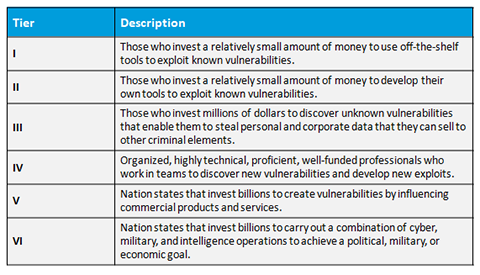 Tier Description
I Those who invest a relatively small amount of money to use off-the-shelf
tools to exploit known vulnerabilities.
II Those who invest a relatively small amount of money to develop their
own tools to exploit known vulnerabilities.
III Those who invest millions of dollars to discover unknown vulnerabilities
that enable them to steal personal and corporate data that they can sell to
other criminal elements.
IV Organized, highly technical, proficient, well-funded professionals who
work in teams to discover new vulnerabilities and develop new exploits.
V Nation states that invest billions to create vulnerabilities by influencing
commercial products and services.
VI Nation states that invest billions to carry out a combination of cyber,
military, and intelligence operations to achieve a political, military, or
economic goal.